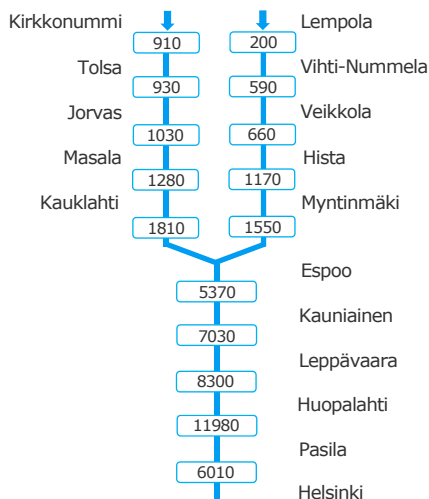 Kirkkonummi
Lempola
910
200
Tolsa
Vihti-Nummela
930
590
Jorvas
Veikkola
1030
660
Masala
Hista
1280
1170
Kauklahti
Myntinmäki
1810
1550
Espoo
5370
Kauniainen
7030
Leppävaara
8300
Huopalahti
11980
Pasila
6010
Helsinki